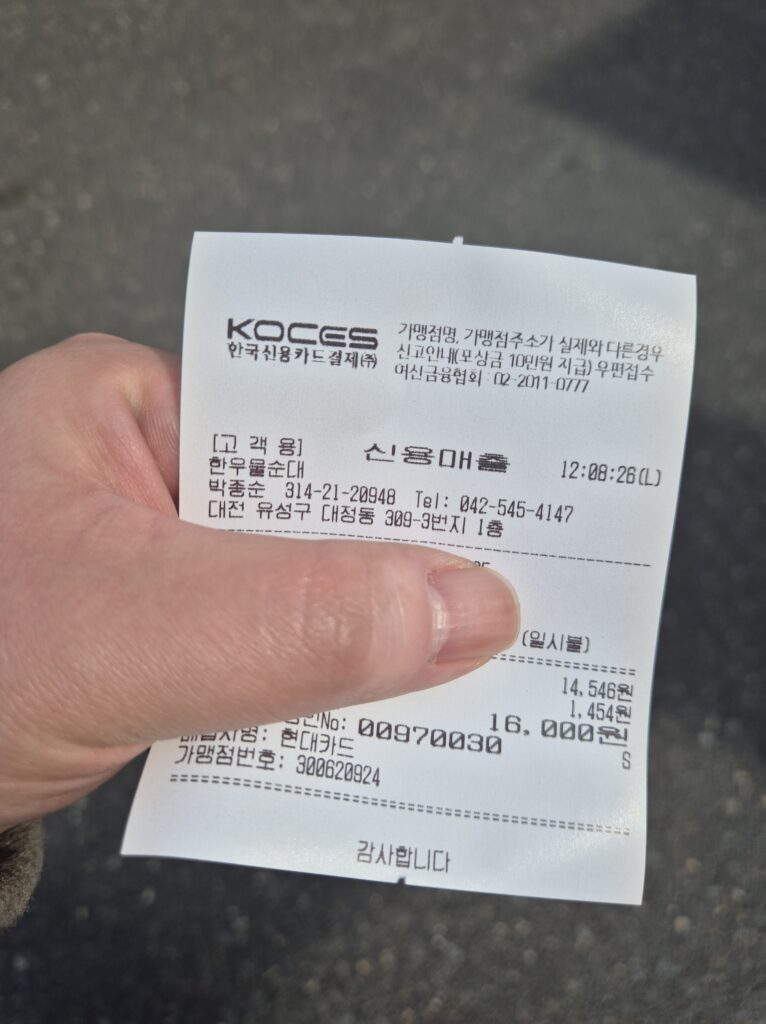 KOCES
한국신용카드결제(주)
가맹점명, 가맹점주소가 실제와 다른경우
신고안내(포상금 10만원 지급) 우편접수
여신금융협회 : 02-2011-0777
[고 객 용] 신용매출 12:08:26(L)
한우물순대
박종순 314-21-20948 Tel: 042-545-4147
대전 유성구 대정동 309-3번지 1층
(일시불)
14,546원
1,454원
16,000원
No: 00970030 S
현대카드
가맹점번호: 300620924
감사합니다